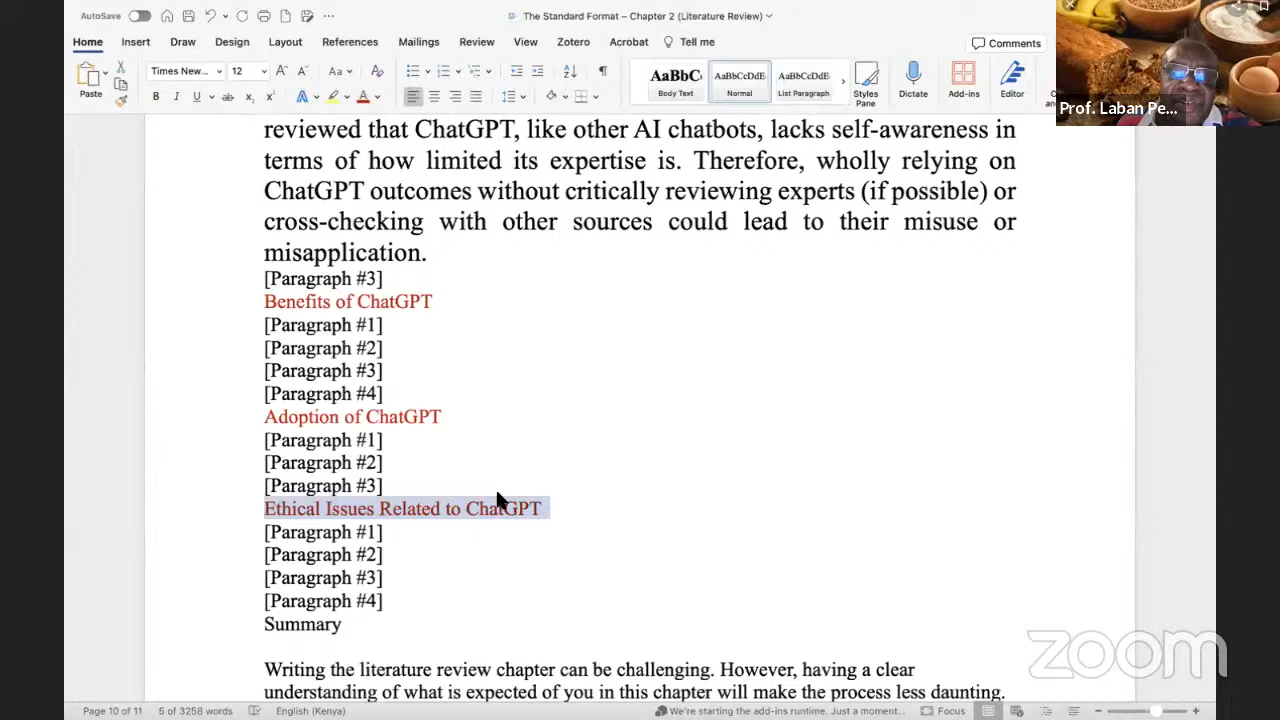 AutoSave
The Standard Format – Chapter 2 (Literature Review)
Home Insert Draw Design Layout References Mailings Review View Zotero Acrobat Tell me
Comments
Paste
Times New... 12
AaBbC
Body Text
AaBbCcDdE
Normal
AaBbCcDdE
List Paragraph
Styles Pane
Dictate
Add-ins
Editor
Prof. Laban Pe...
reviewed that ChatGPT, like other AI chatbots, lacks self-awareness in
terms of how limited its expertise is. Therefore, wholly relying on
ChatGPT outcomes without critically reviewing experts (if possible) or
cross-checking with other sources could lead to their misuse or
misapplication.
[Paragraph #3]
Benefits of ChatGPT
[Paragraph #1]
[Paragraph #2]
[Paragraph #3]
[Paragraph #4]
Adoption of ChatGPT
[Paragraph #1]
[Paragraph #2]
[Paragraph #3]
Ethical Issues Related to ChatGPT
[Paragraph #1]
[Paragraph #2]
[Paragraph #3]
[Paragraph #4]
Summary
Writing the literature review chapter can be challenging. However, having a clear
understanding of what is expected of you in this chapter will make the process less daunting.
zoom
Page 10 of 11 5 of 3258 words English (Kenya) We're starting the add-ins runtime. Just a moment... Focus